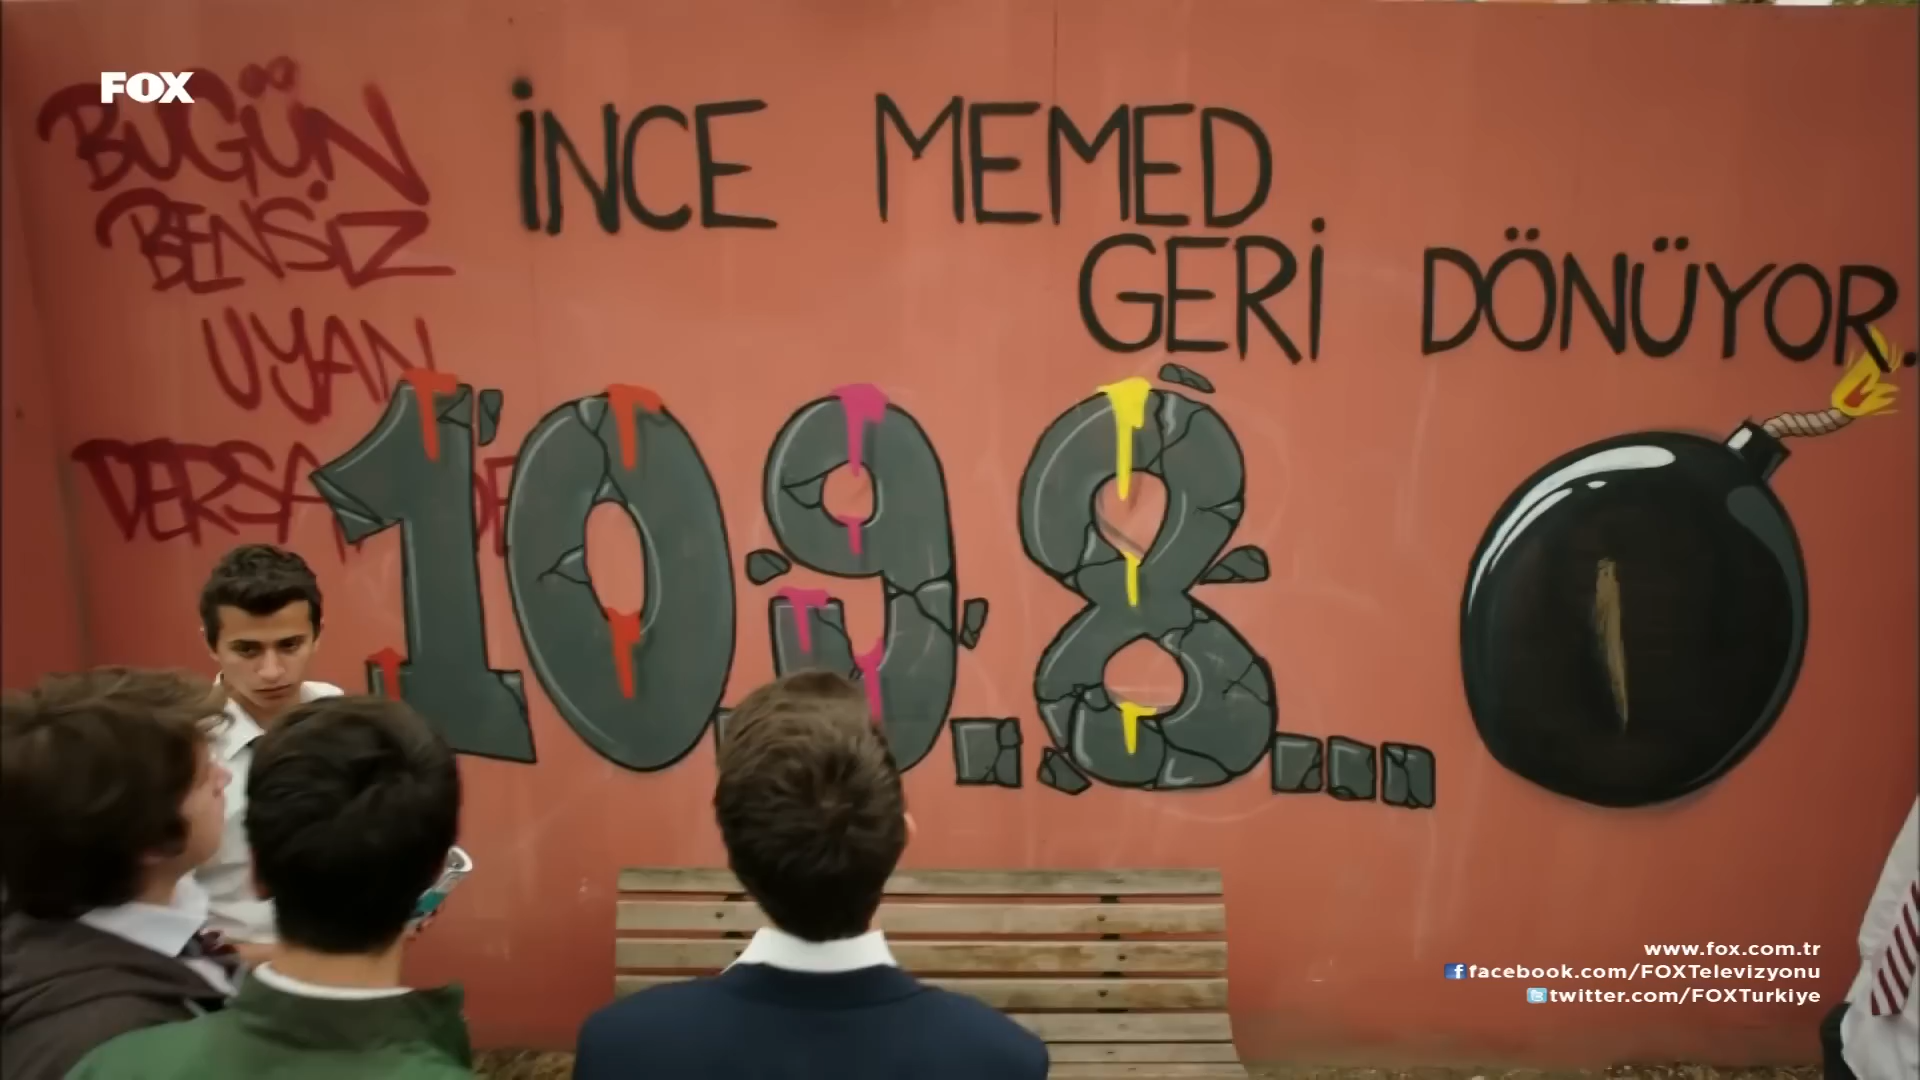 FOX
BUGÜN
BENSİZ
UYAN
İNCE MEMED
GERİ DÖNÜYOR.
10.9.8...
www.fox.com.tr
facebook.com/FOXTelevizyonu
twitter.com/FOXTurkiye